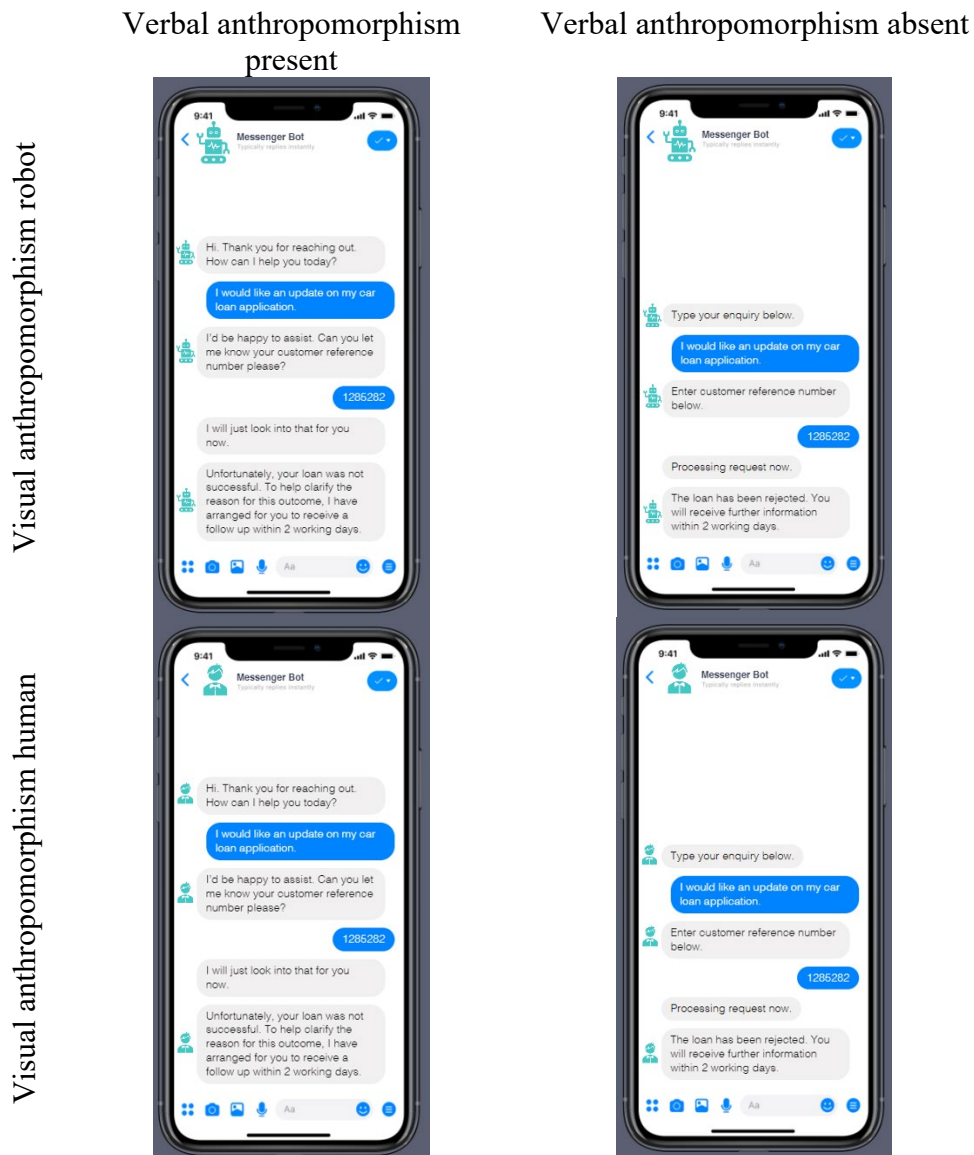 Verbal anthropomorphism
present
Verbal anthropomorphism absent
Visual anthropomorphism robot
9:41
Messenger Bot
Typically replies instantly
Hi. Thank you for reaching out.
How can I help you today?
I would like an update on my car
loan application.
I'd be happy to assist. Can you let
me know your customer reference
number please?
1285282
I will just look into that for you
now.
Unfortunately, your loan was not
successful. To help clarify the
reason for this outcome, I have
arranged for you to receive a
follow up within 2 working days.
Aa
9:41
Messenger Bot
Typically replies instantly
Type your enquiry below.
I would like an update on my car
loan application.
Enter customer reference number
below.
1285282
Processing request now.
The loan has been rejected. You
will receive further information
within 2 working days.
Aa
Visual anthropomorphism human
9:41
Messenger Bot
Typically replies instantly
Hi. Thank you for reaching out.
How can I help you today?
I would like an update on my car
loan application.
I'd be happy to assist. Can you let
me know your customer reference
number please?
1285282
I will just look into that for you
now.
Unfortunately, your loan was not
successful. To help clarify the
reason for this outcome, I have
arranged for you to receive a
follow up within 2 working days.
Aa
9:41
Messenger Bot
Typically replies instantly
Type your enquiry below.
I would like an update on my car
loan application.
Enter customer reference number
below.
1285282
Processing request now.
The loan has been rejected. You
will receive further information
within 2 working days.
Aa